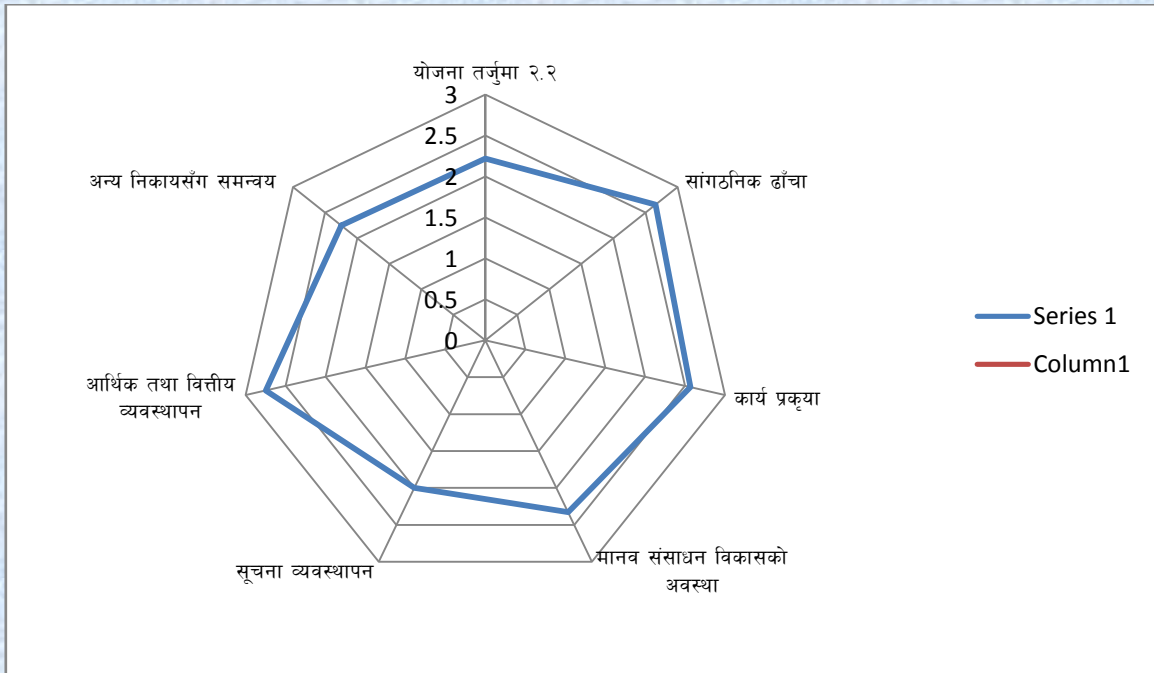 योजना तर्जुमा २.२
3
2.5
2
1.5
1
0.5
0
सांगठनिक ढाँचा
कार्य प्रकृया
मानव संसाधन विकासको
अवस्था
सूचना व्यवस्थापन
आर्थिक तथा वित्तीय
व्यवस्थापन
अन्य निकायसँग समन्वय
Series 1
Column1